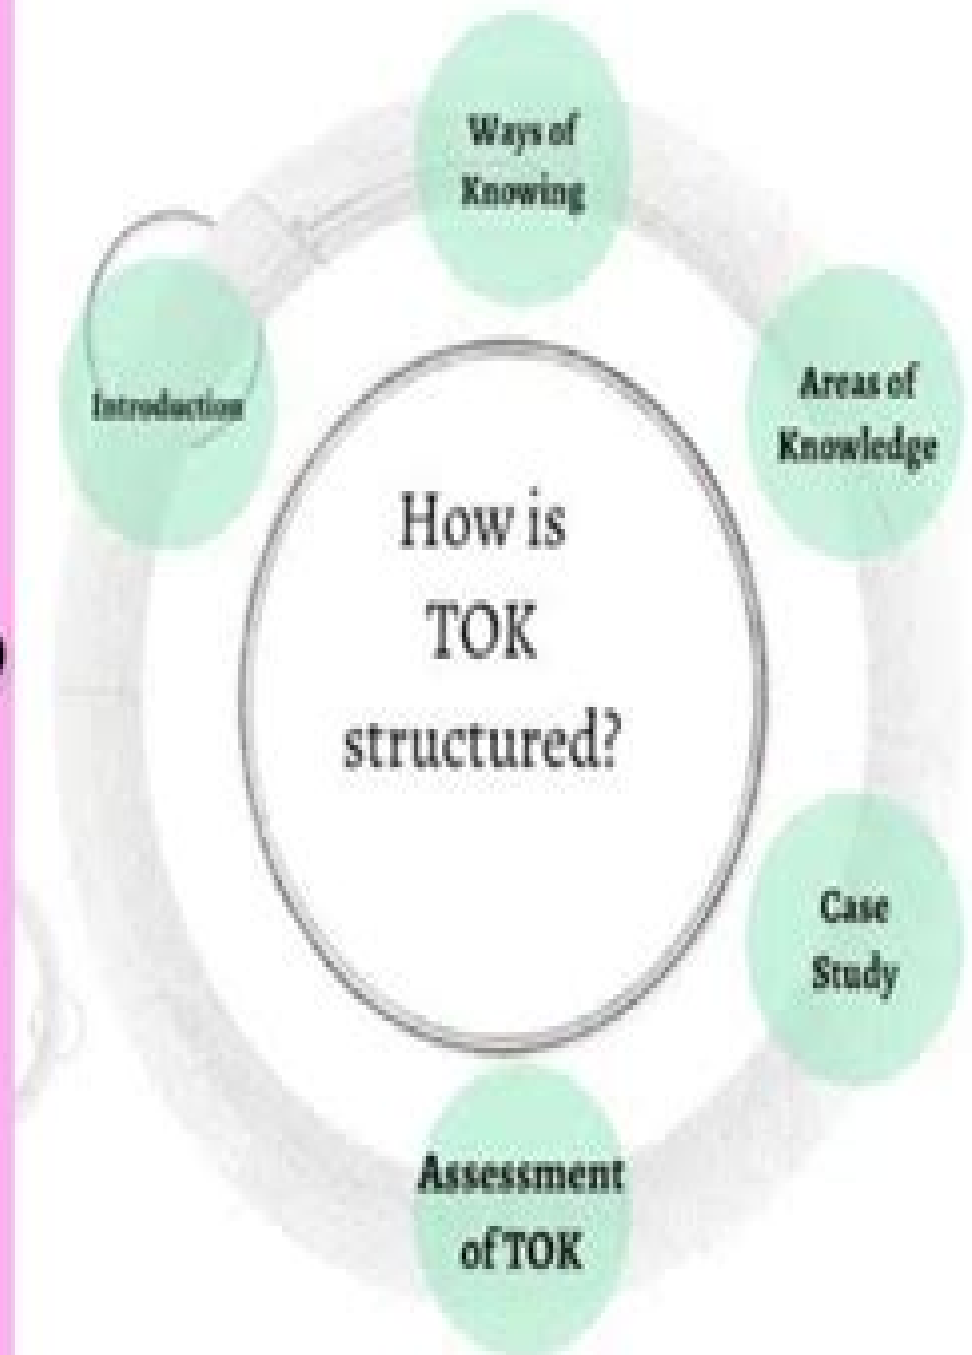 Ways of
Knowing
Introduction
Areas of
Knowledge
How is
TOK
structured?
Case
Study
Assessment
of TOK